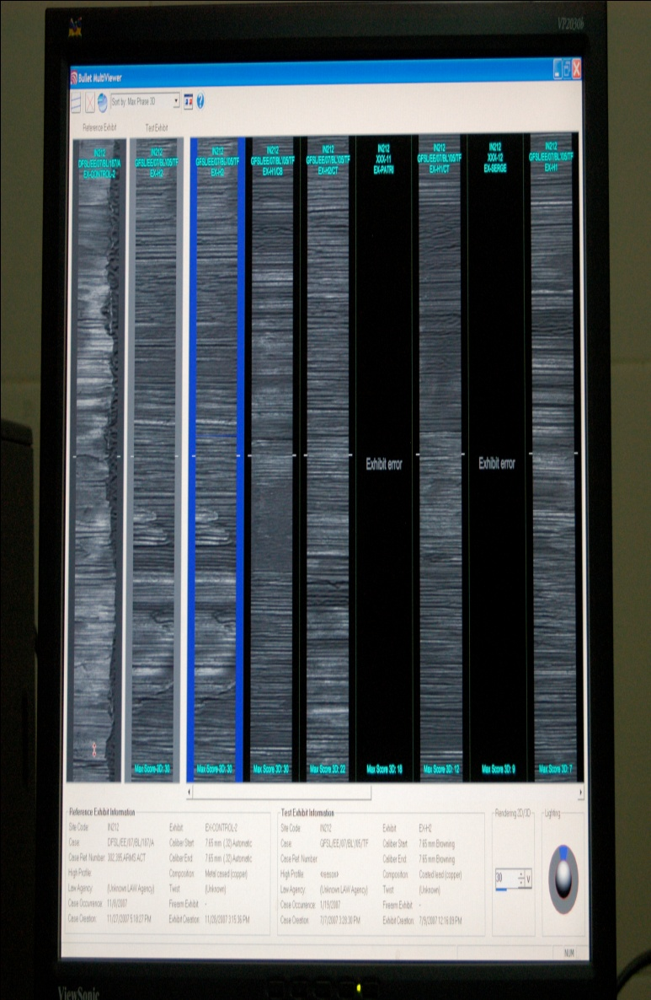 VP2030b
Bullet MultiViewer
Sort by: Max Phase 3D
Reference Exhibit
Test Exhibit
IN212
DFSL/EE/07/BL/187/A
EX-CONTROL-2
IN212
GFSL/EE/07/BL'/05/TF
EX-H2
IN212
GFSL/EE/07/BL'/05/TF
IN212
GFSL/EE/07/BL'/05/TF
EX-H1/CB
IN212
GFSL/EE/07/BL'/05/TF
EX-H2/CT
IN212
XXX-11
EX-PATRI
IN212
GFSL/EE/07/BL'/05/TF
EX-H1/CT
IN212
XXX-12
EX-SERGE
IN212
GFSL/EE/07/BL'/05/TF
EX-H1
Exhibit error
Exhibit error
Max Score 3D: 30
Max Score 3D: 30
Max Score 3D: 30
Max Score 3D: 22
Max Score 3D: 18
Max Score 3D: 12
Max Score 3D: 9
Max Score 3D: 7
Reference Exhibit Information
Site Code IN212 Exhibit EX-CONTROL-2
Case Caliber Start 7.65 mm (.32) Automatic
Case Ref. Number 302,385,ARMS ACT Caliber End 7.65 mm (.32) Automatic
High Profile: Composition: Metal cased (copper)
Law Agency: (Unknown LAW Agency) Twist (Unknown)
Case Occurrence: 11/8/2007 Firearm Exhibit -
Case Creation: 11/27/2007 5:18:27 PM Exhibit Creation: 11/28/2007 3:15:36 PM
Test Exhibit Information
Site Code: IN212 Exhibit EX-H2
Case: GFSL/EE/07/BL'/05/TF Caliber Start 7.65 mm Browning
Case Ref. Number Caliber End: 7.65 mm Browning
High Profile: <reason> Composition: Coated lead (copper)
Law Agency: (Unknown LAW Agency) Twist (Unknown)
Case Occurrence: 1/19/2007 Firearm Exhibit -
Case Creation: 7/7/2007 3:28:38 PM Exhibit Creation: 7/9/2007 12:16:09 PM
Rendering 2D/3D
30
V
Lighting
NUM
ViewSonic